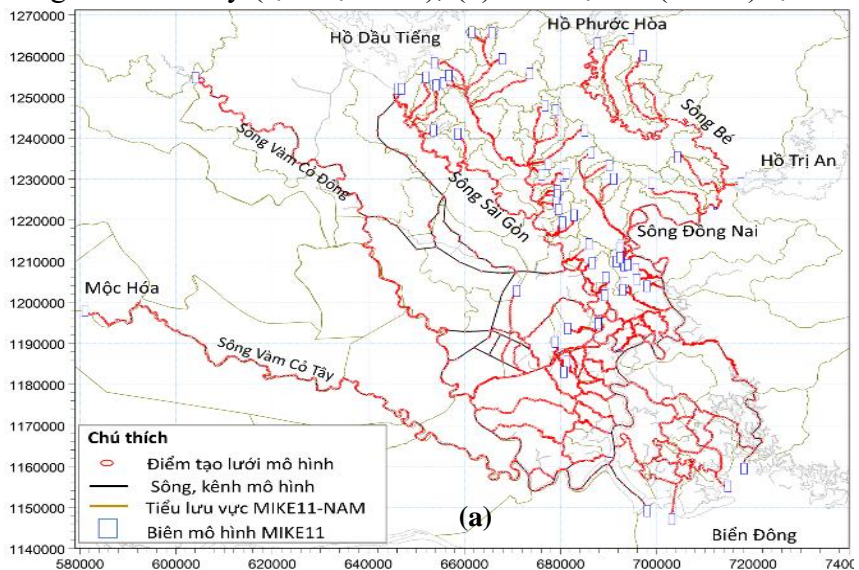 1270000
Hồ Phước Hòa
Hồ Dầu Tiếng
1260000
1250000
Sông Bé
1240000
Sông Vàm Cỏ Đông
Hồ Trị An
1230000
Sông Sài Gòn
1220000
Sông Đồng Nai
1210000
Mộc Hóa
1200000
1190000
Sông Vàm Cỏ Tây
1180000
Chú thích
1170000
Điểm tạo lưới mô hình
1160000
Sông, kênh mô hình
Tiểu lưu vực MIKE11-NAM
1150000
Biên mô hình MIKE11
(a)
Biển Đông
1140000
580000 600000 620000 640000 660000 680000 700000 720000